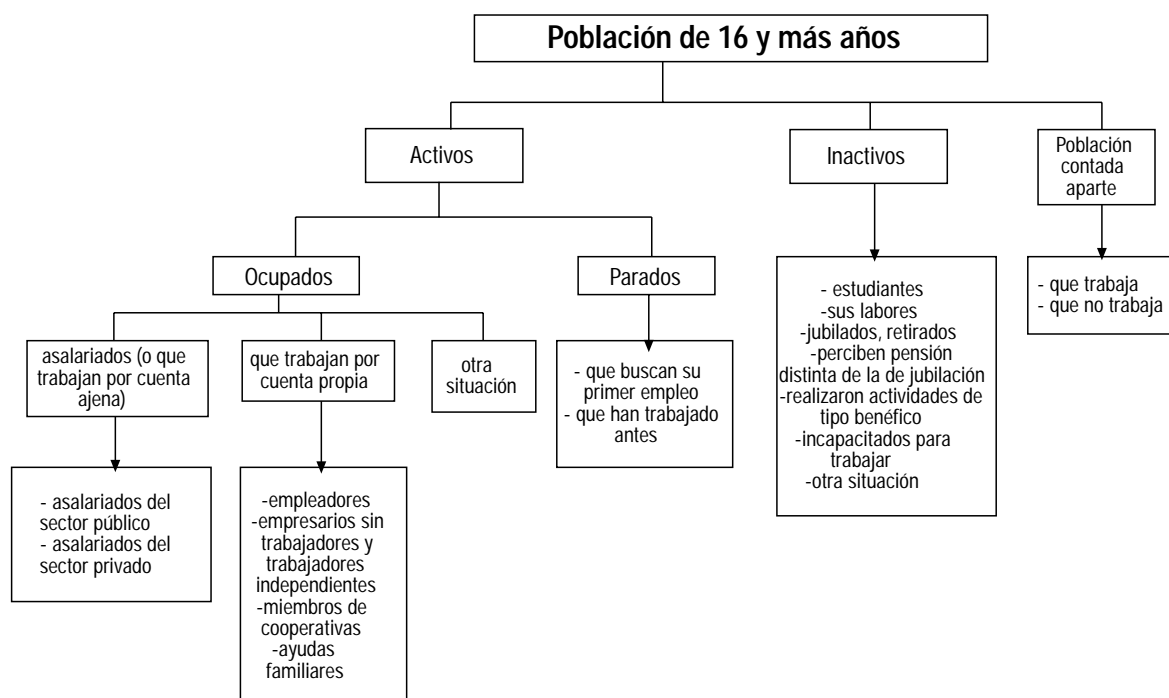 Población de 16 y más años
Activos
Inactivos
Población
contada
aparte
Ocupados
Parados
- estudiantes
-sus labores
-jubilados, retirados
-perciben pensión
distinta de la de jubilación
-realizaron actividades de
tipo benéfico
-incapacitados para
trabajar
-otra situación
- que trabaja
- que no trabaja
asalariados (o que
trabajan por cuenta
ajena)
que trabajan por
cuenta propia
otra
situación
- que buscan su
primer empleo
- que han trabajado
antes
- asalariados del
sector público
- asalariados del
sector privado
-empleadores
-empresarios sin
trabajadores y
trabajadores
independientes
-miembros de
cooperativas
-ayudas
familiares